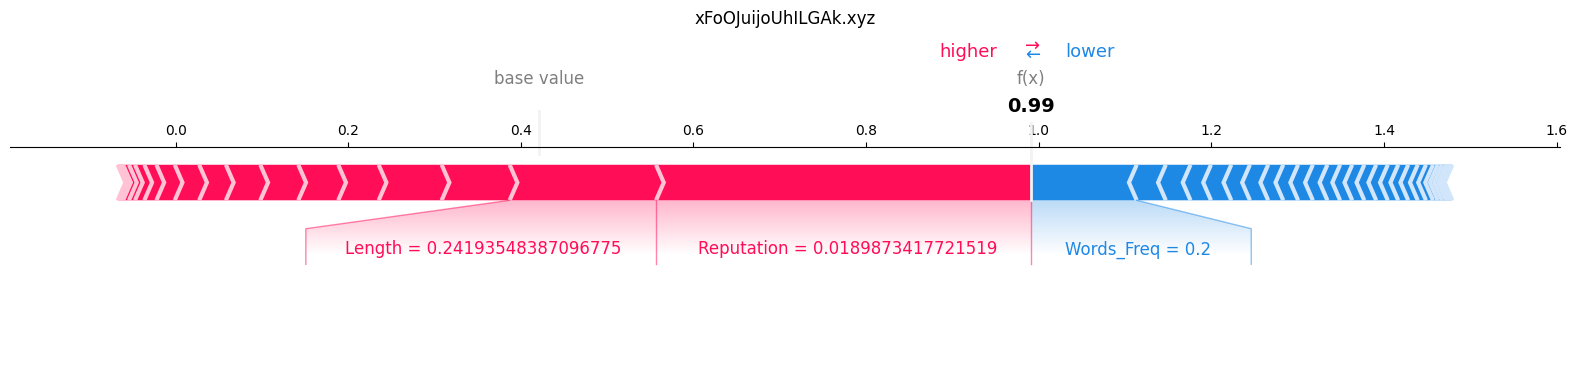 xFoOJuijoUhILGAk.xyz
higher → ← lower
base value f(x)
0.99
0.0 0.2 0.4 0.6 0.8 1.0 1.2 1.4 1.6
Length = 0.24193548387096775 Reputation = 0.0189873417721519 Words_Freq = 0.2